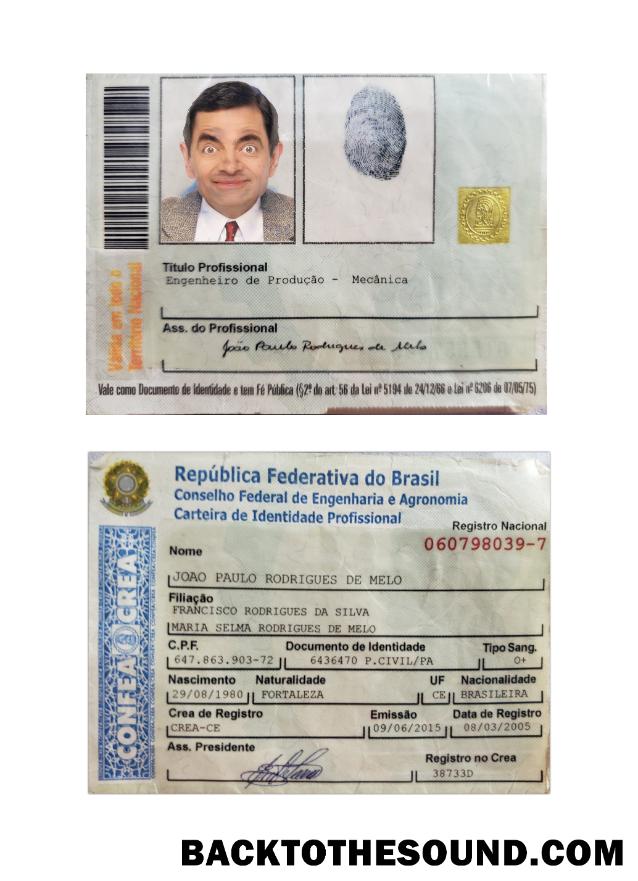 Válida em todo o
Território Nacional
Título Profissional
Engenheiro de Produção - Mecânica
Ass. do Profissional
João Paulo Rodrigues de Melo
Vale como Documento de Identidade e tem Fé Pública (§2º do art. 56 da Lei nº 5194 de 24/12/66 e Lei nº 6206 de 07/05/75)
República Federativa do Brasil
Conselho Federal de Engenharia e Agronomia
Carteira de Identidade Profissional
Registro Nacional
060798039-7
CONFEA CREA
Nome
JOAO PAULO RODRIGUES DE MELO
Filiação
FRANCISCO RODRIGUES DA SILVA
MARIA SELMA RODRIGUES DE MELO
C.P.F. Documento de Identidade Tipo Sang.
647.863.903-72 6436470 P.CIVIL/PA O+
Nascimento Naturalidade UF Nacionalidade
29/08/1980 FORTALEZA CE BRASILEIRA
Crea de Registro Emissão Data de Registro
CREA-CE 09/06/2015 08/03/2005
Ass. Presidente Registro no Crea
38733D
BACKTOTHESOUND.COM